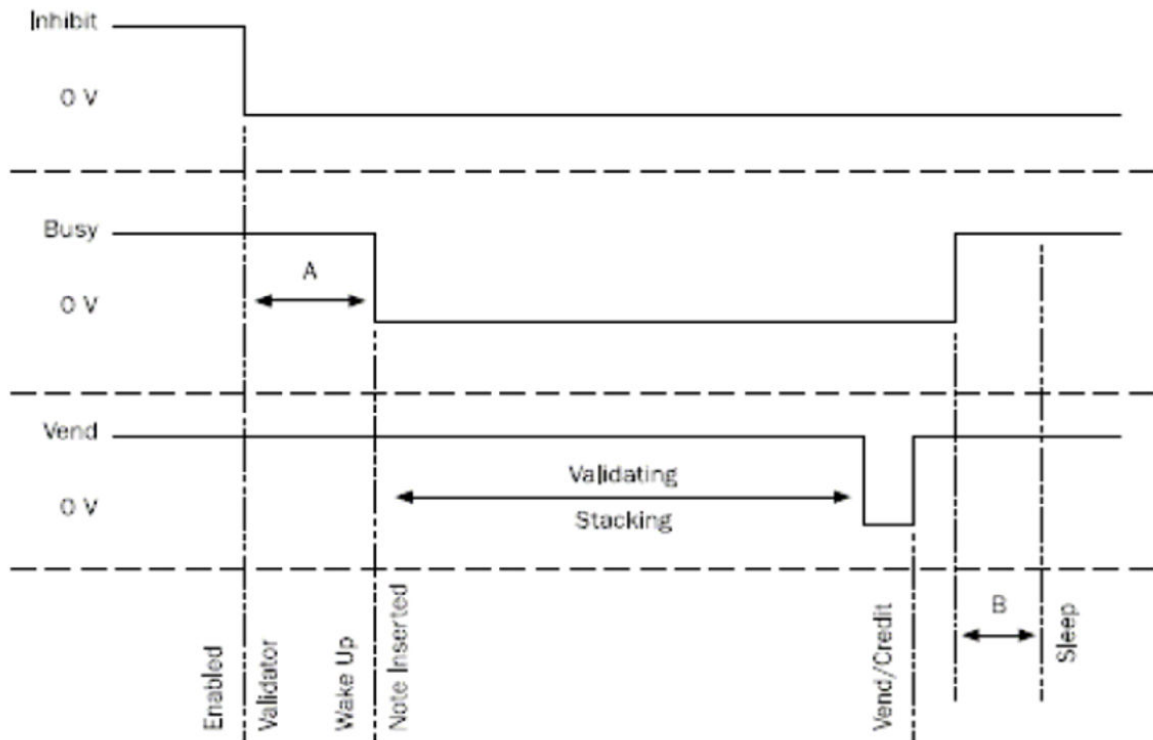 Inhibit
0 V
Busy
A
0 V
Vend
Validating
0 V
Stacking
Enabled
Validator
Wake Up
Note Inserted
Vend/Credit
B
Sleep